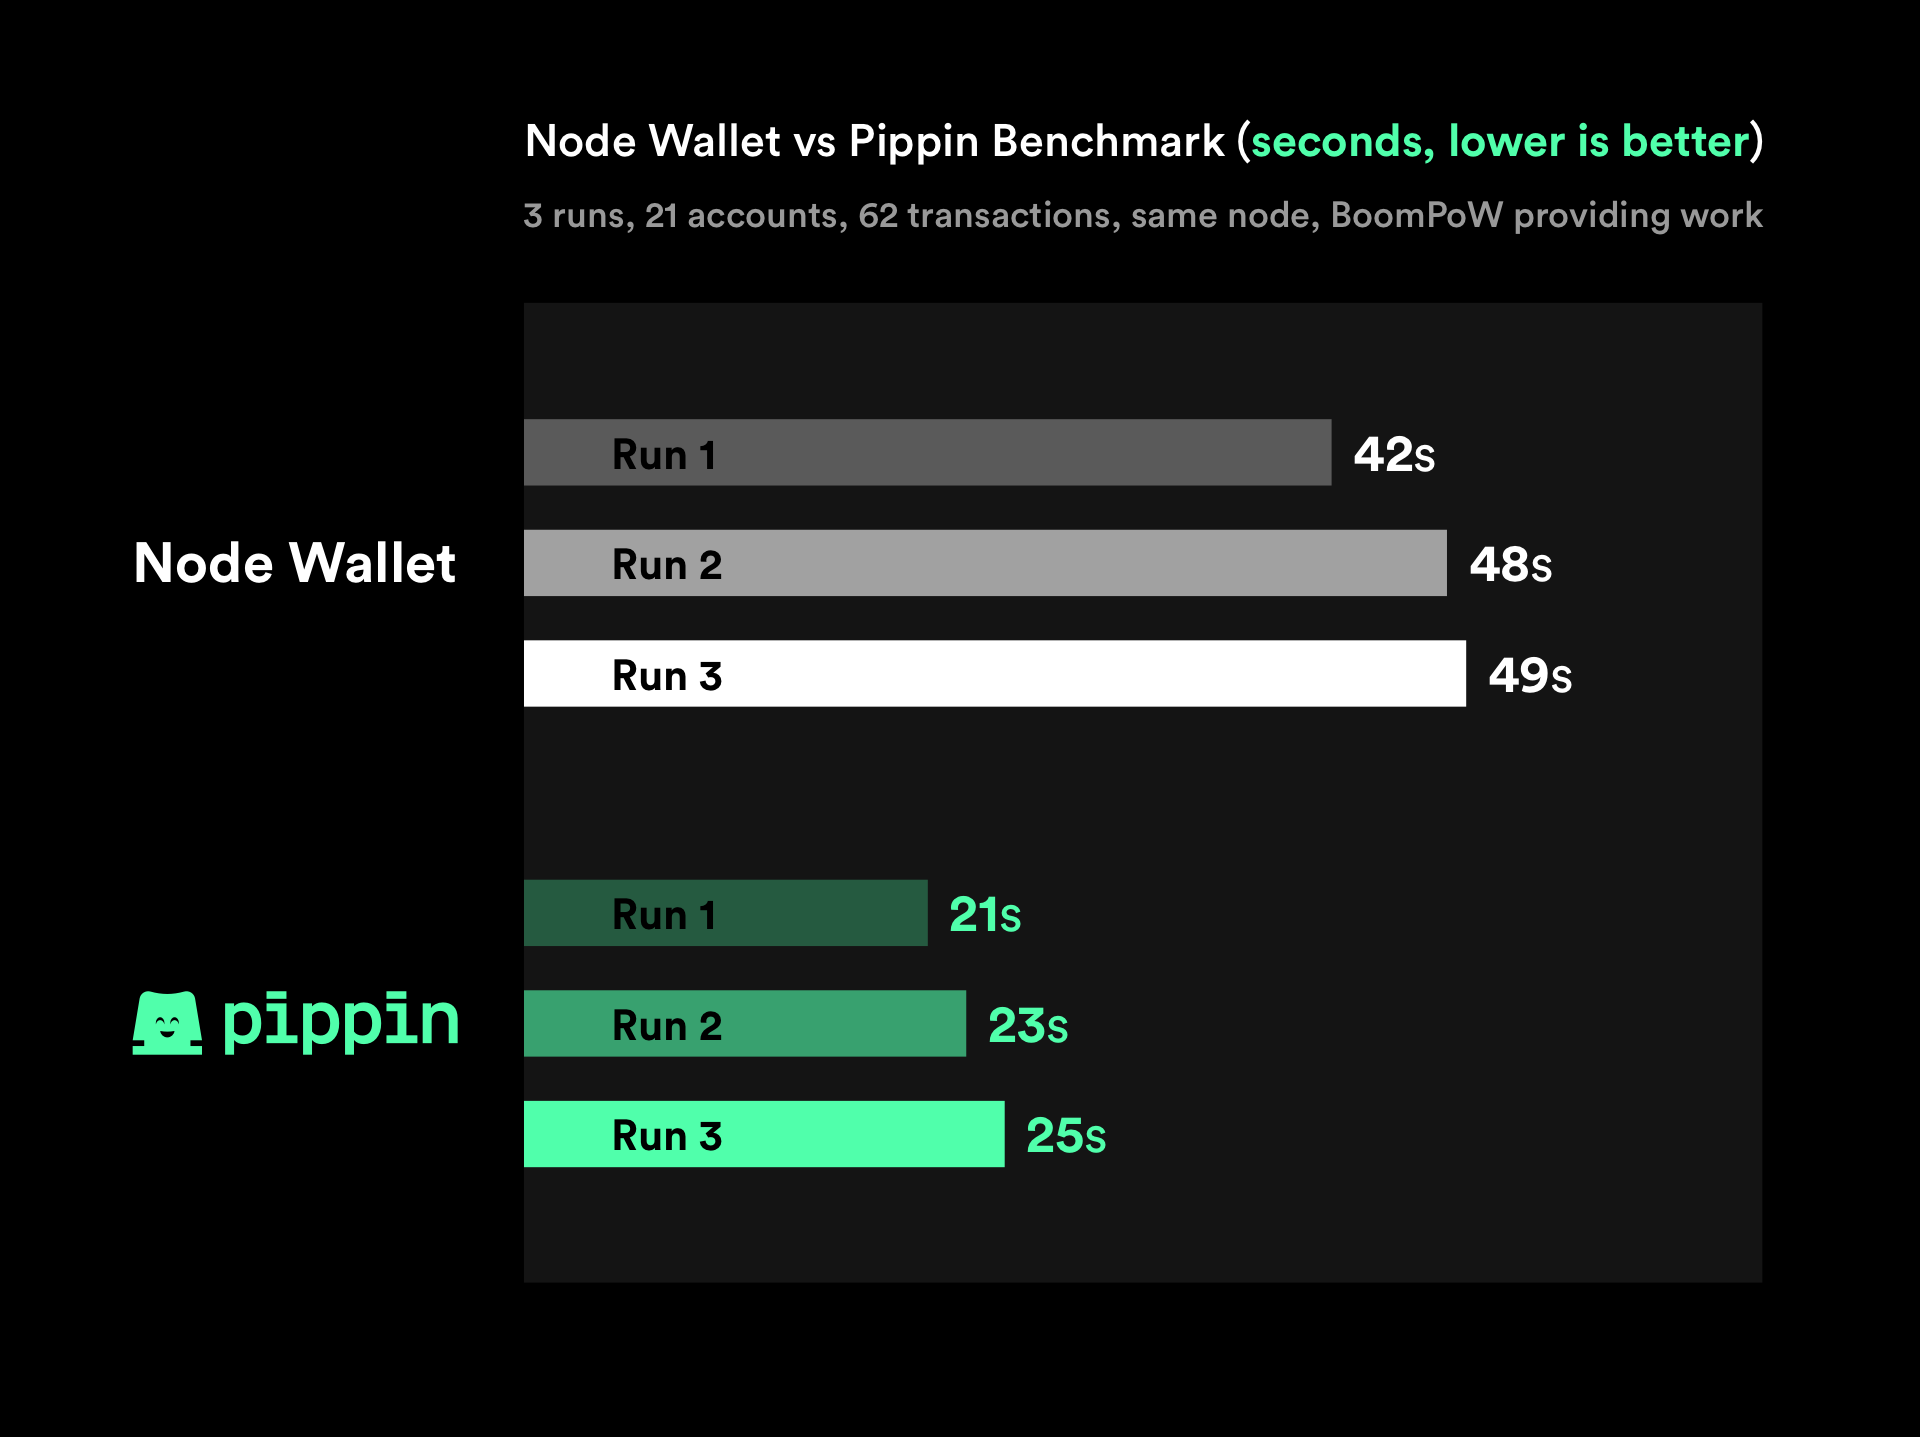 Node Wallet vs Pippin Benchmark (seconds, lower is better)
3 runs, 21 accounts, 62 transactions, same node, BoomPoW providing work
Node Wallet
Run 1 42s
Run 2 48s
Run 3 49s
pippin
Run 1 21s
Run 2 23s
Run 3 25s